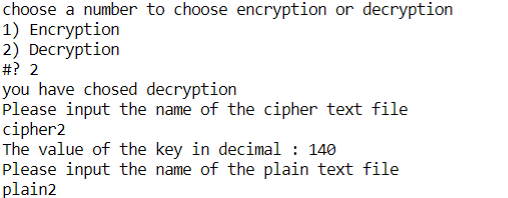 choose a number to choose encryption or decryption
1) Encryption
2) Decryption
#? 2
you have chosed decryption
Please input the name of the cipher text file
cipher2
The value of the key in decimal : 140
Please input the name of the plain text file
plain2